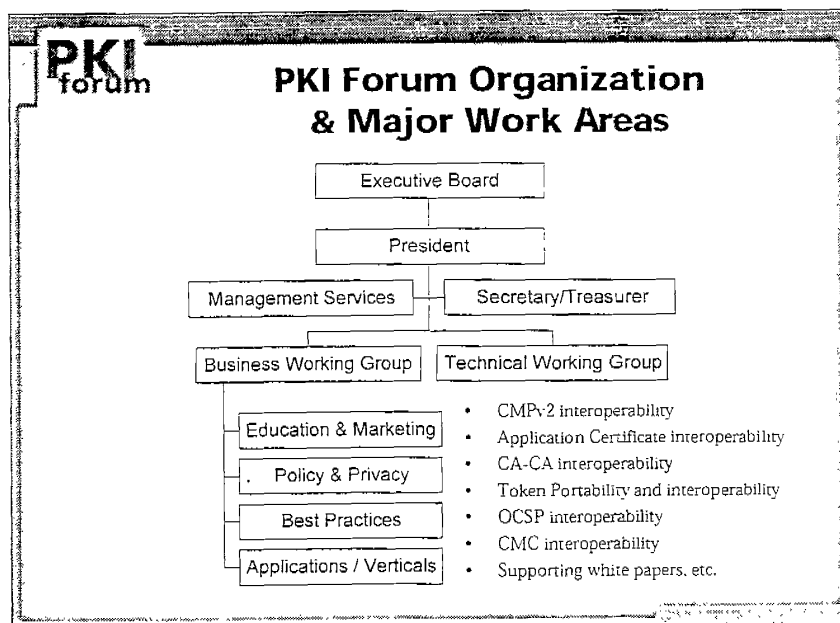 PKI
forum
PKI Forum Organization
& Major Work Areas
Executive Board
President
Management Services
Secretary/Treasurer
Business Working Group
Technical Working Group
Education & Marketing
Policy & Privacy
Best Practices
Applications / Verticals
• CMPv2 interoperability
• Application Certificate interoperability
• CA-CA interoperability
• Token Portability and interoperability
• OCSP interoperability
• CMC interoperability
• Supporting white papers, etc.